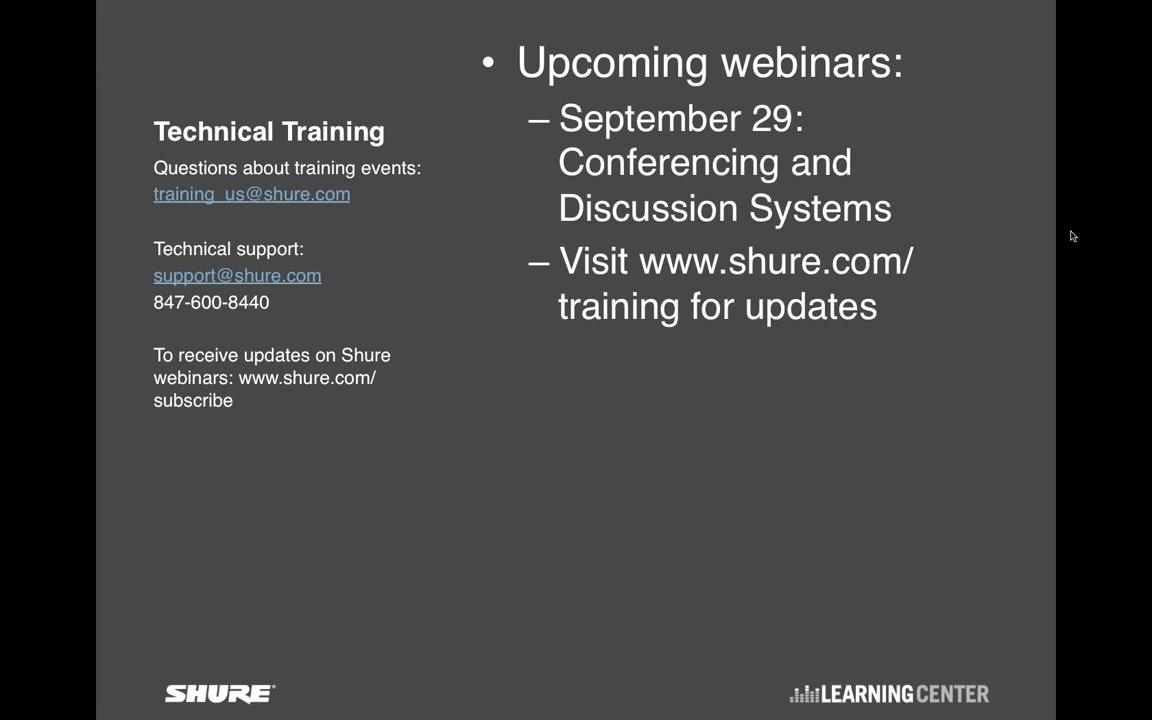 Technical Training
Questions about training events:
training_us@shure.com
Technical support:
support@shure.com
847-600-8440
To receive updates on Shure
webinars: www.shure.com/
subscribe
• Upcoming webinars:
– September 29:
Conferencing and
Discussion Systems
– Visit www.shure.com/
training for updates
SHURE
LEARNING CENTER